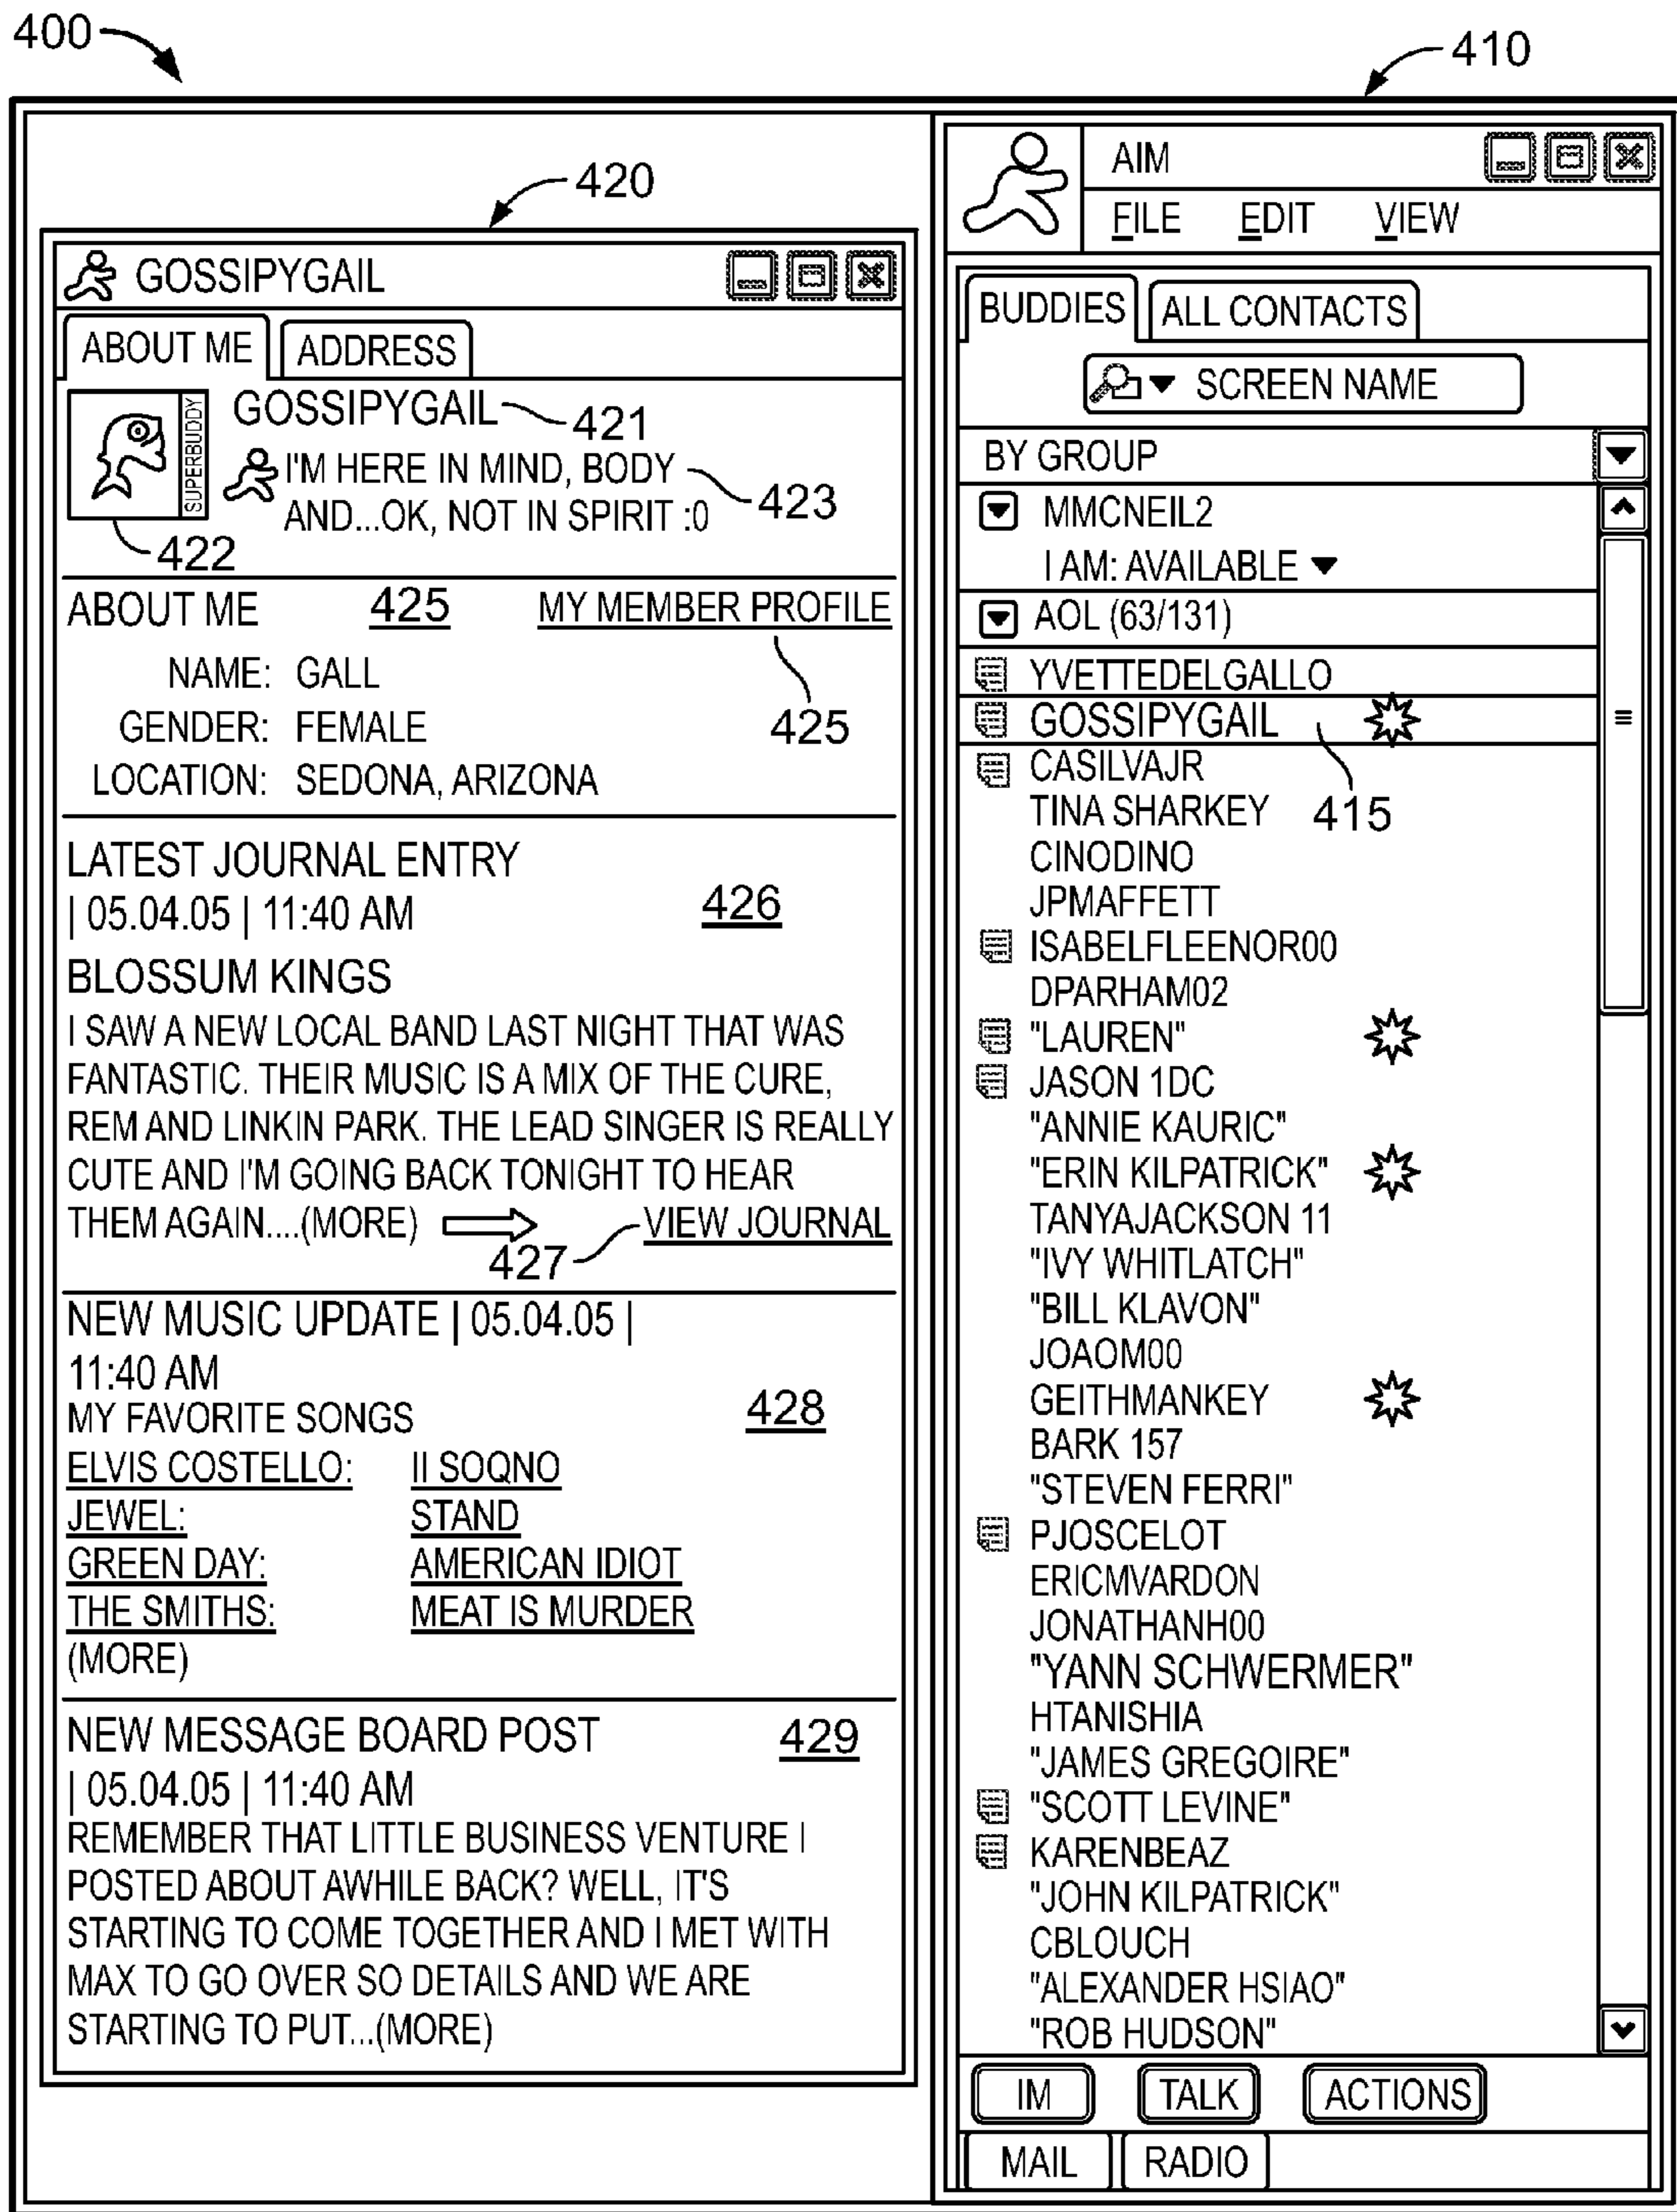 400
410
420
GOSSIPYGAIL
ABOUT ME ADDRESS
SUPERBUDDY
GOSSIPYGAIL 421
I'M HERE IN MIND, BODY
AND...OK, NOT IN SPIRIT :0 423
422
ABOUT ME 425 MY MEMBER PROFILE
NAME: GALL
425
GENDER: FEMALE
LOCATION: SEDONA, ARIZONA
LATEST JOURNAL ENTRY
| 05.04.05 | 11:40 AM 426
BLOSSUM KINGS
I SAW A NEW LOCAL BAND LAST NIGHT THAT WAS
FANTASTIC. THEIR MUSIC IS A MIX OF THE CURE,
REM AND LINKIN PARK. THE LEAD SINGER IS REALLY
CUTE AND I'M GOING BACK TONIGHT TO HEAR
THEM AGAIN....(MORE) VIEW JOURNAL
427
NEW MUSIC UPDATE | 05.04.05 |
11:40 AM
MY FAVORITE SONGS 428
ELVIS COSTELLO: II SOQNO
JEWEL: STAND
GREEN DAY: AMERICAN IDIOT
THE SMITHS: MEAT IS MURDER
(MORE)
NEW MESSAGE BOARD POST 429
| 05.04.05 | 11:40 AM
REMEMBER THAT LITTLE BUSINESS VENTURE I
POSTED ABOUT AWHILE BACK? WELL, IT'S
STARTING TO COME TOGETHER AND I MET WITH
MAX TO GO OVER SO DETAILS AND WE ARE
STARTING TO PUT...(MORE)
AIM
FILE EDIT VIEW
BUDDIES ALL CONTACTS
SCREEN NAME
BY GROUP
MMCNEIL2
I AM: AVAILABLE
AOL (63/131)
YVETTEDELGALLO
GOSSIPYGAIL
415
CASILVAJR
TINA SHARKEY
CINODINO
JPMAFFETT
ISABELFLEENOR00
DPARHAM02
"LAUREN"
JASON 1DC
"ANNIE KAURIC"
"ERIN KILPATRICK"
TANYAJACKSON 11
"IVY WHITLATCH"
"BILL KLAVON"
JOAOM00
GEITHMANKEY
BARK 157
"STEVEN FERRI"
PJOSCELOT
ERICMVARDON
JONATHANH00
"YANN SCHWERMER"
HTANISHIA
"JAMES GREGOIRE"
"SCOTT LEVINE"
KARENBEAZ
"JOHN KILPATRICK"
CBLOUCH
"ALEXANDER HSIAO"
"ROB HUDSON"
IM TALK ACTIONS
MAIL RADIO